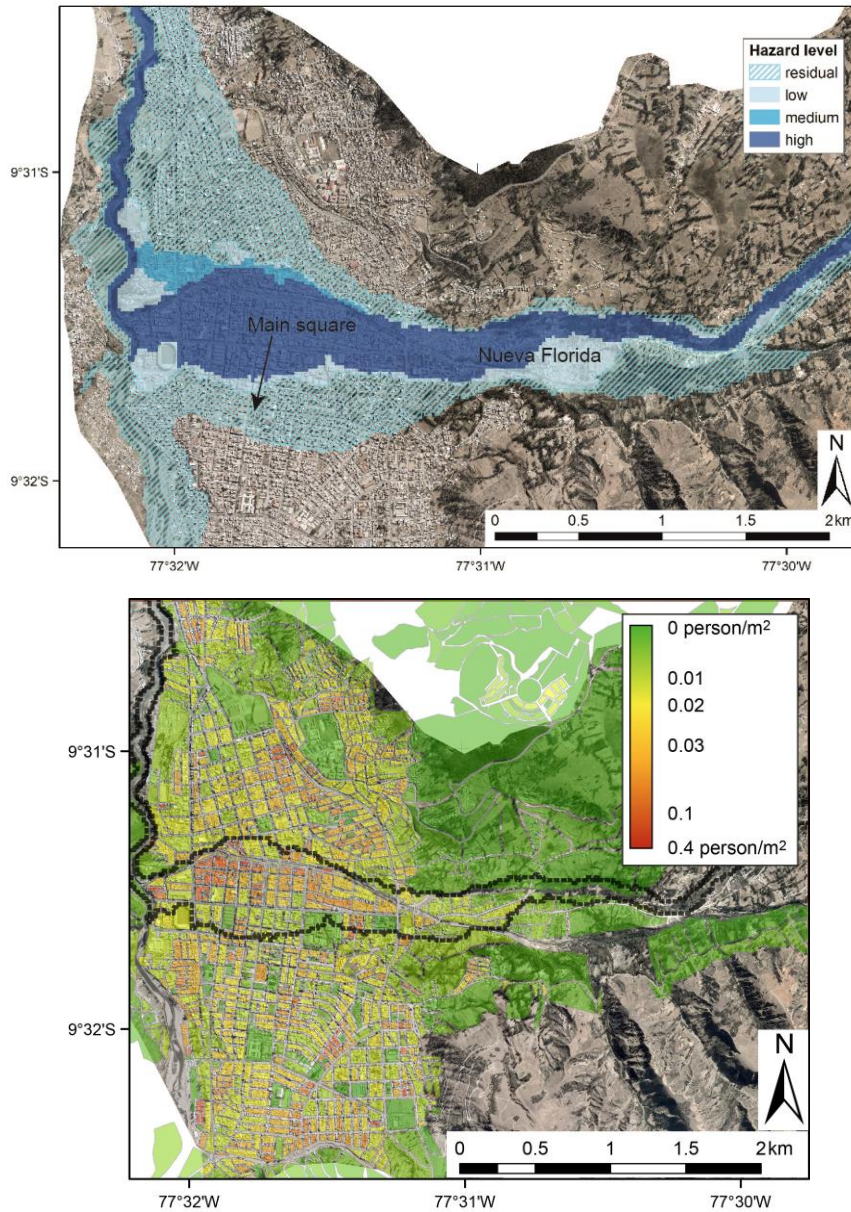 Hazard level
residual
low
medium
high
9°31'S
Main square
Nueva Florida
9°32'S
N
0 0.5 1 1.5 2km
77°32'W 77°31'W 77°30'W
0 person/m²
0.01
0.02
0.03
0.1
0.4 person/m²
9°31'S
9°32'S
N
0 0.5 1 1.5 2km
77°32'W 77°31'W 77°30'W